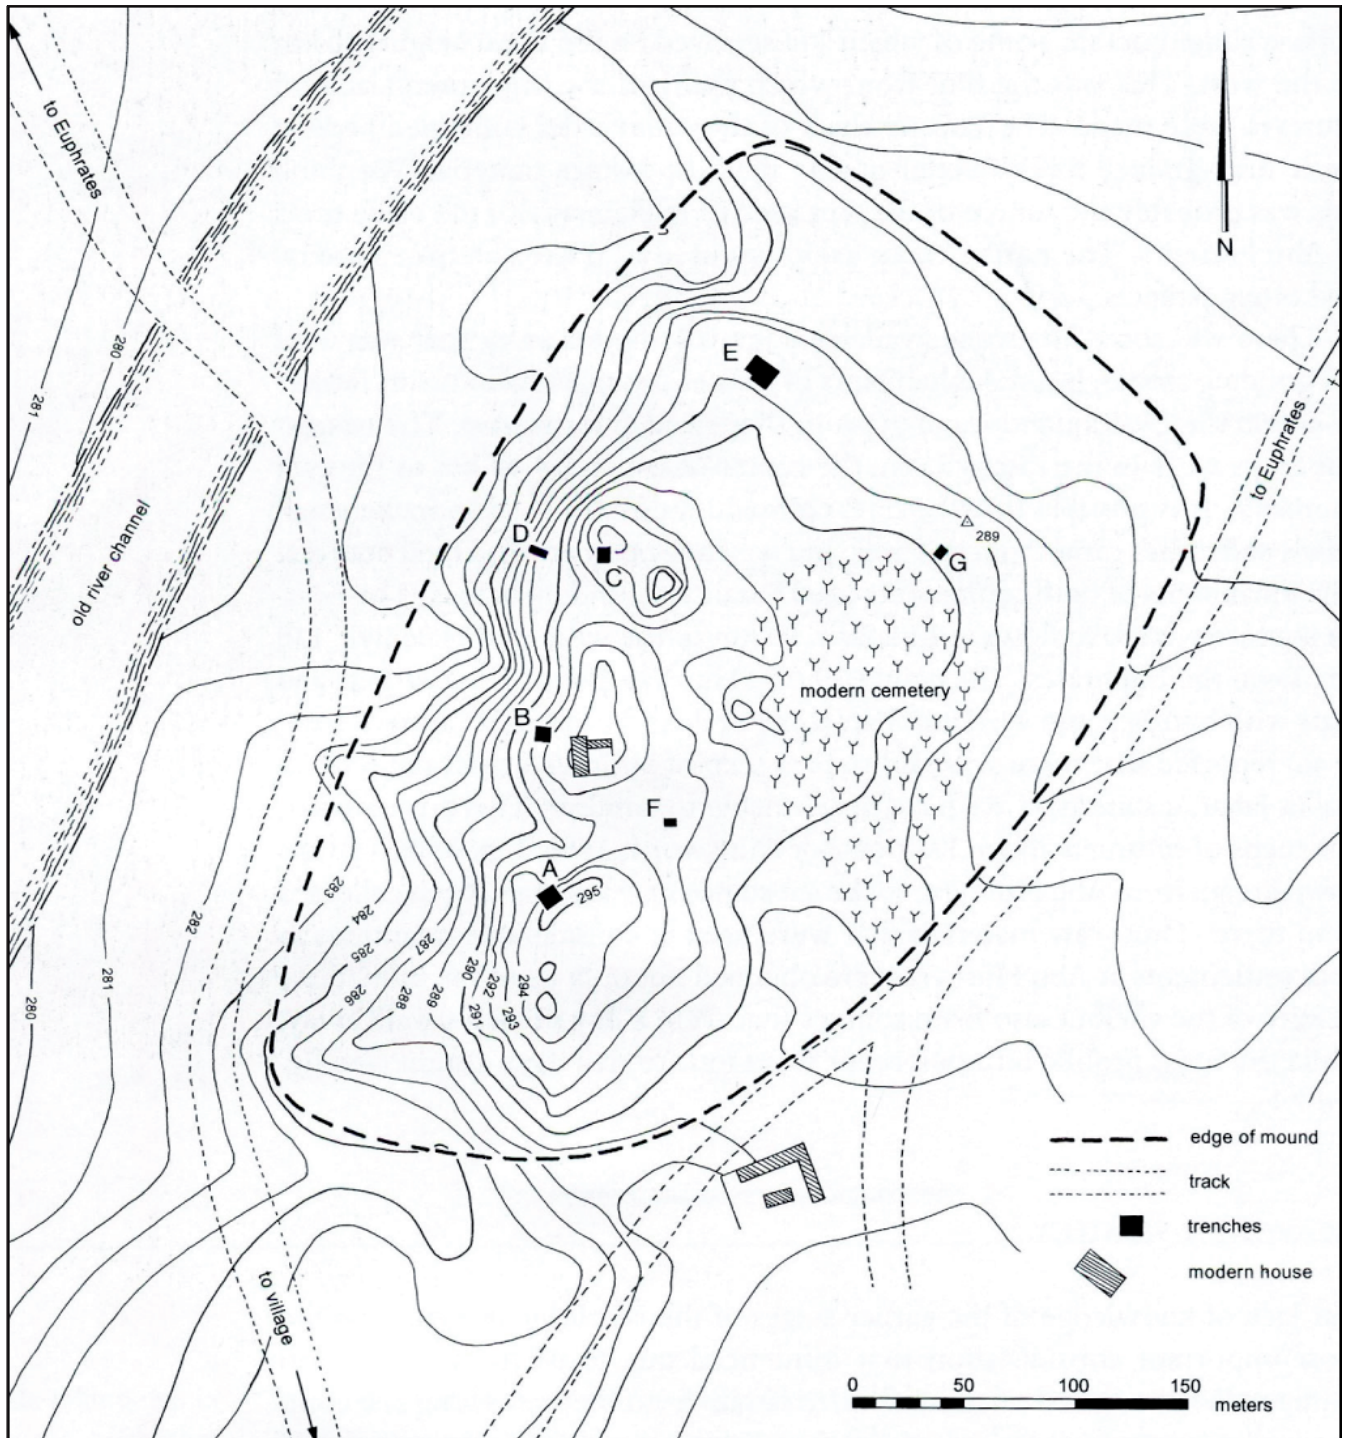 to Euphrates
N
280
281
E
to Euphrates
D
C
289
G
old river channel
modern cemetery
B
F
A
295
283
284
285
286
287
288
289
290
291
292
293
294
282
281
280
edge of mound
track
trenches
modern house
to village
0 50 100 150
meters